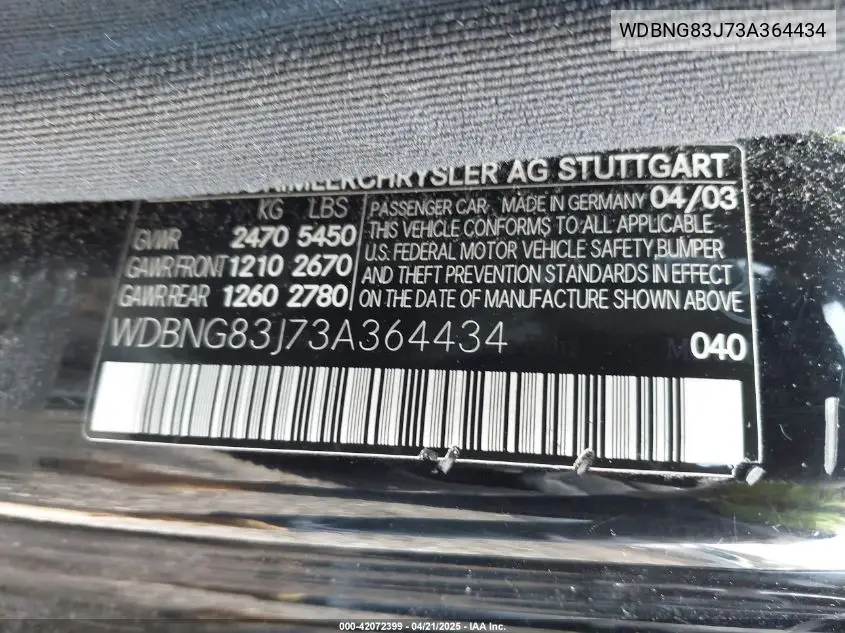 WDBNG83J73A364434
DAIMLERCHRYSLER AG STUTTGART
KG LBS
GVWR 2470 5450
GAWR FRONT 1210 2670
GAWR REAR 1260 2780
PASSENGER CAR MADE IN GERMANY 04/03
THIS VEHICLE CONFORMS TO ALL APPLICABLE
U.S. FEDERAL MOTOR VEHICLE SAFETY, BUMPER
AND THEFT PREVENTION STANDARDS IN EFFECT
ON THE DATE OF MANUFACTURE SHOWN ABOVE
WDBNG83J73A364434
040
000-42072399 - 04/21/2025 - IAA Inc.